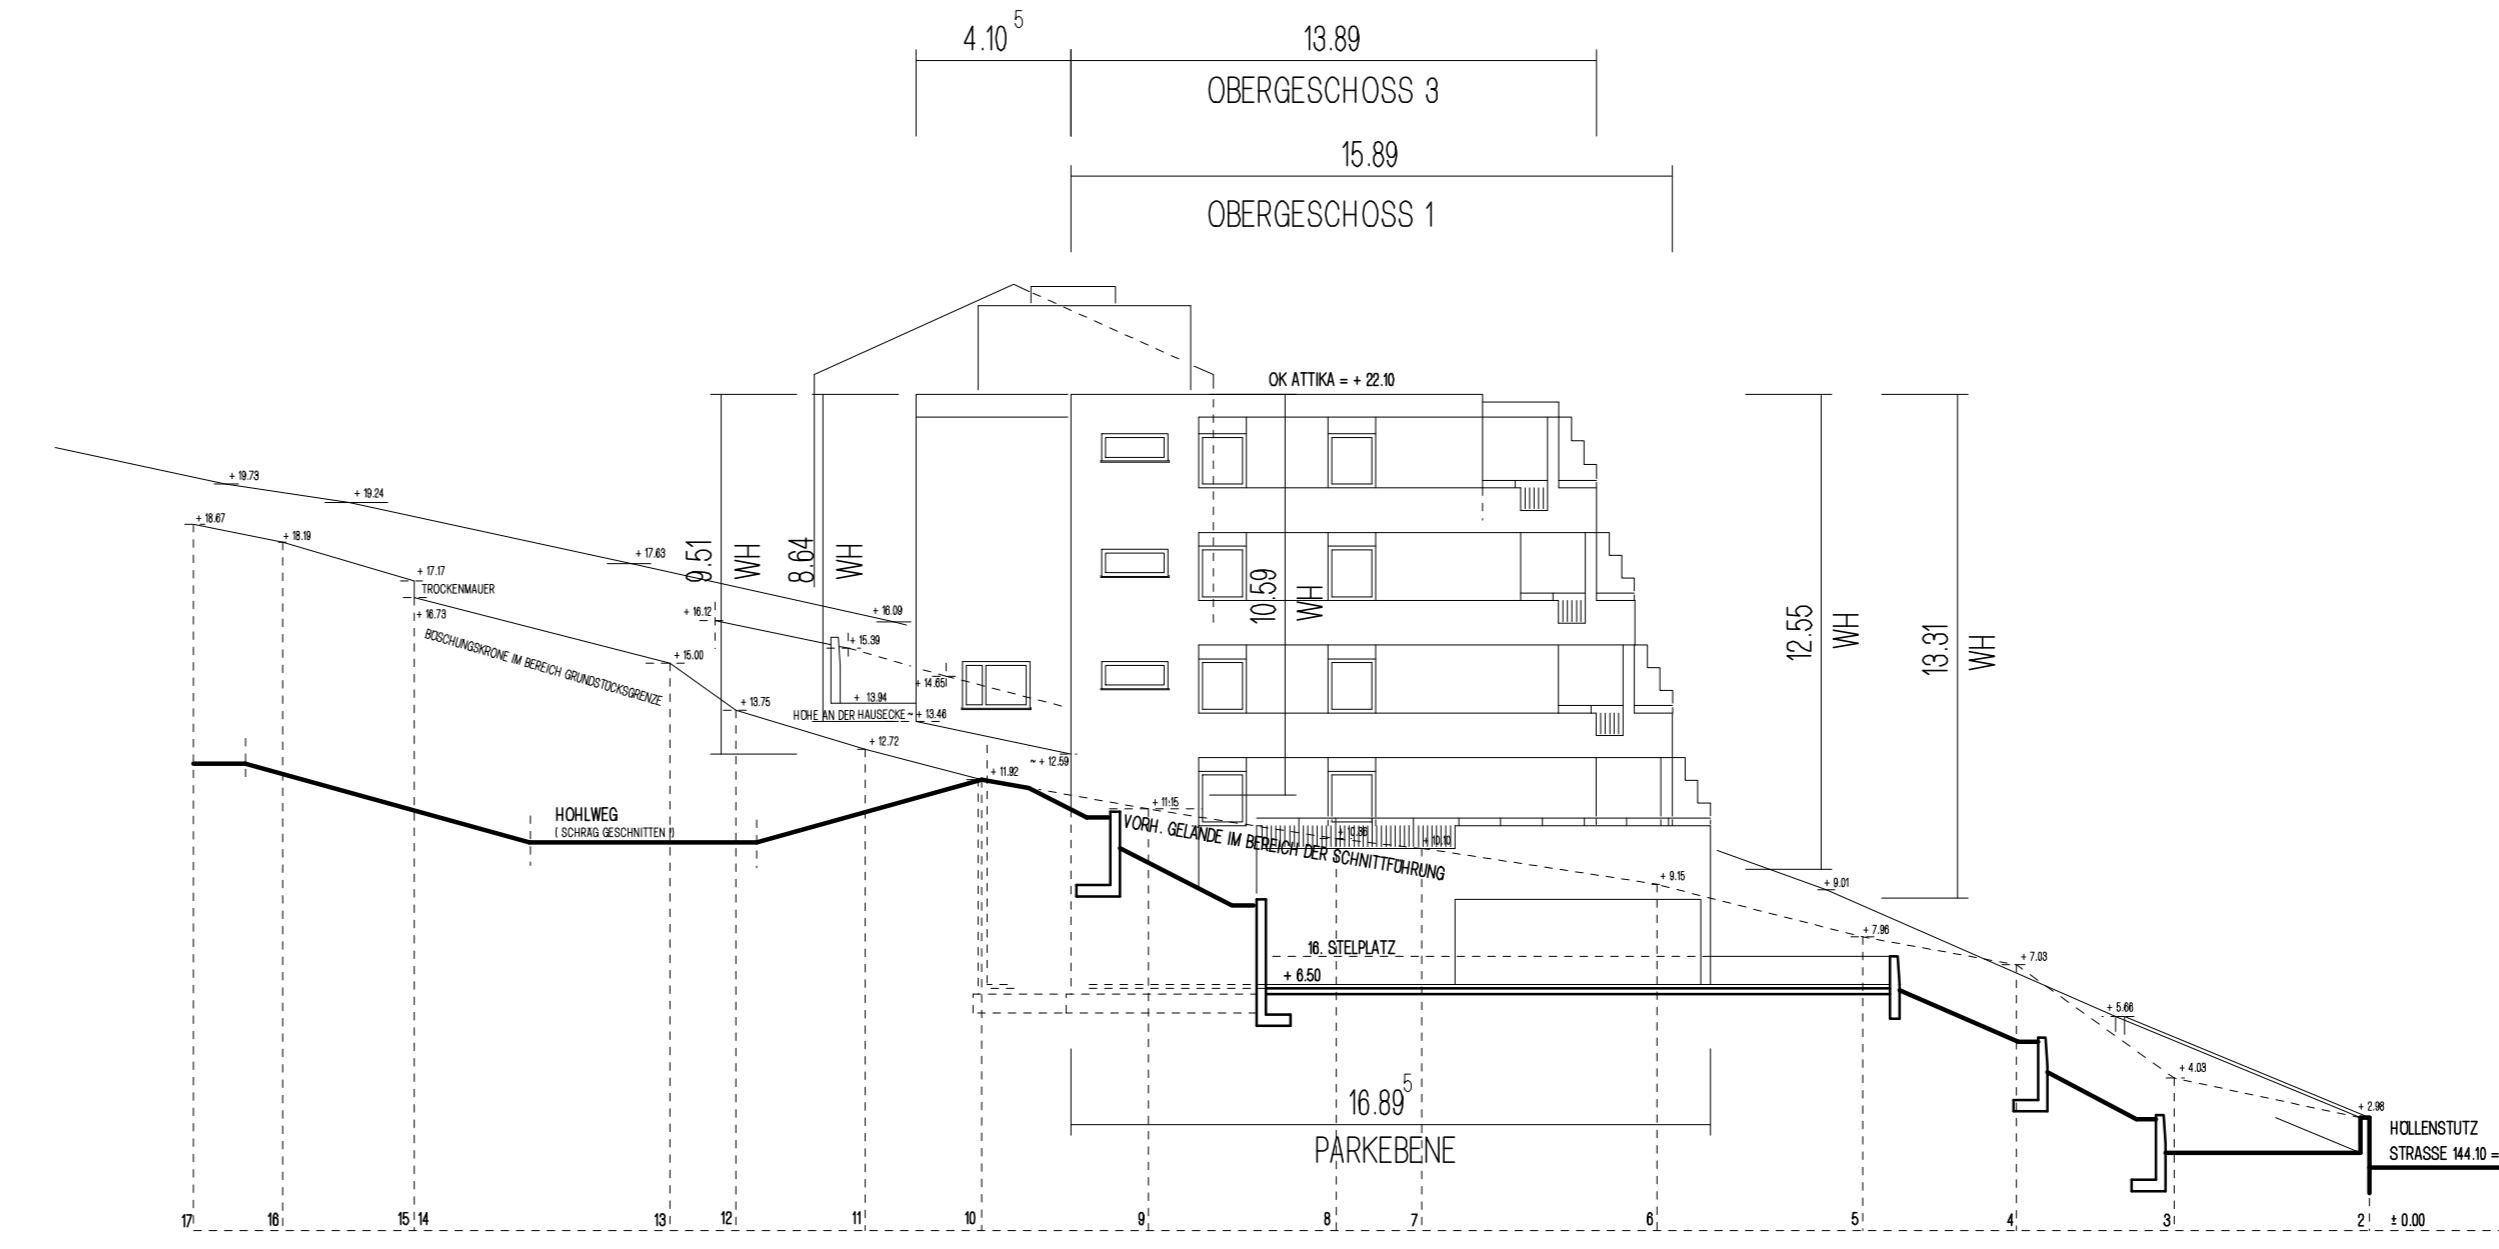 4.10 5
13.89
OBERGESCHOSS 3
15.89
OBERGESCHOSS 1
OK ATTIKA = + 22.10
+ 19.73
+ 19.24
+ 18.67
+ 18.19
+ 17.63
+ 17.17
TROCKENMAUER
+ 16.73
BÖSCHUNGSKRONE IM BEREICH GRUNDSTÜCKSGRENZE
+ 15.00
+ 13.75
+ 12.72
+ 11.92
9.51
WH
8.64
WH
+ 16.12
+ 16.09
+ 15.39
+ 14.65
+ 13.94
HÖHE AN DER HAUSECKE ~ + 13.46
~ + 12.59
10.59
WH
12.55
WH
13.31
WH
HOHLWEG
( SCHRÄG GESCHNITTEN )
+ 11.15
VORH. GELÄNDE IM BEREICH DER SCHNITTFÜHRUNG
+ 10.36
+ 10.10
+ 9.15
+ 9.01
+ 7.96
+ 7.03
+ 5.66
+ 4.03
+ 2.98
16. STELPLATZ
+ 6.50
16.89 5
PARKEBENE
HÖLLENSTUTZ
STRASSE 144.10 =
17 16 15 14 13 12 11 10 9 8 7 6 5 4 3 2 ± 0.00